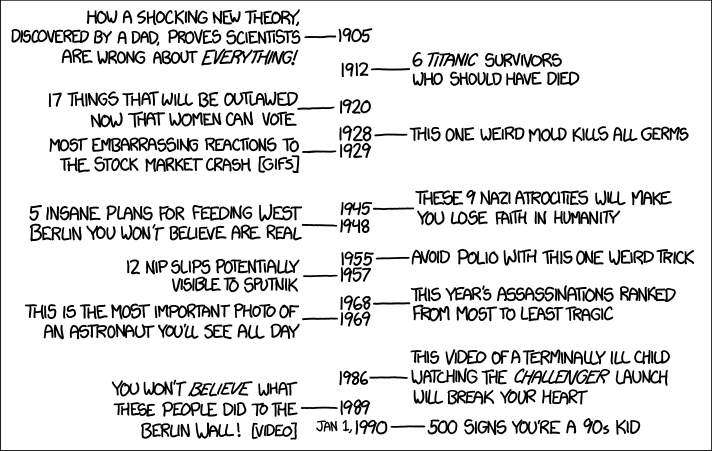 HOW A SHOCKING NEW THEORY,
DISCOVERED BY A DAD, PROVES SCIENTISTS
ARE WRONG ABOUT EVERYTHING!
1905
1912
6 TITANIC SURVIVORS
WHO SHOULD HAVE DIED
17 THINGS THAT WILL BE OUTLAWED
NOW THAT WOMEN CAN VOTE
1920
1928
THIS ONE WEIRD MOLD KILLS ALL GERMS
MOST EMBARRASSING REACTIONS TO
THE STOCK MARKET CRASH [GIFS]
1929
1945
THESE 9 NAZI ATROCITIES WILL MAKE
YOU LOSE FAITH IN HUMANITY
5 INSANE PLANS FOR FEEDING WEST
BERLIN YOU WON'T BELIEVE ARE REAL
1948
1955
AVOID POLIO WITH THIS ONE WEIRD TRICK
12 NIP SLIPS POTENTIALLY
VISIBLE TO SPUTNIK
1957
1968
THIS YEAR'S ASSASSINATIONS RANKED
FROM MOST TO LEAST TRAGIC
THIS IS THE MOST IMPORTANT PHOTO OF
AN ASTRONAUT YOU'LL SEE ALL DAY
1969
1986
THIS VIDEO OF A TERMINALLY ILL CHILD
WATCHING THE CHALLENGER LAUNCH
WILL BREAK YOUR HEART
YOU WON'T BELIEVE WHAT
THESE PEOPLE DID TO THE
BERLIN WALL! [VIDEO]
1989
JAN 1, 1990
500 SIGNS YOU'RE A 90s KID